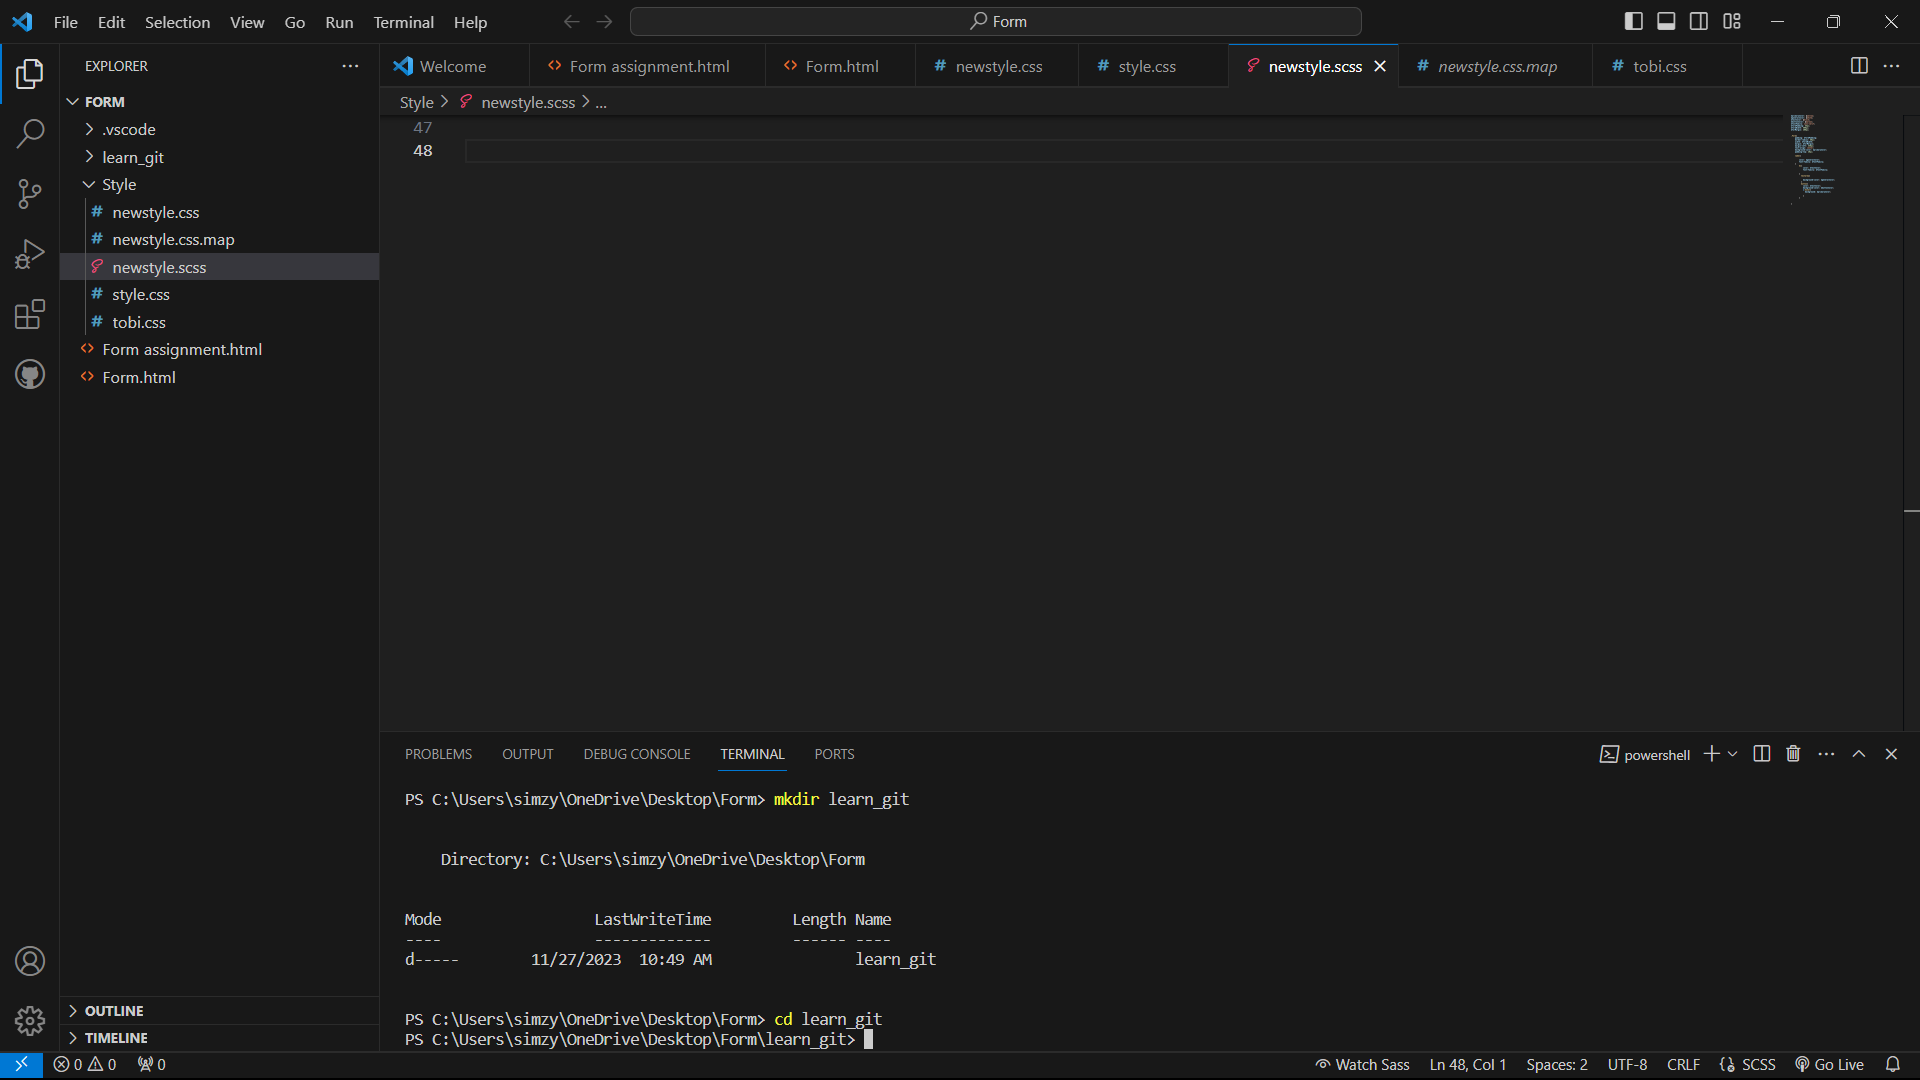 File Edit Selection View Go Run Terminal Help
Form
EXPLORER
Welcome
Form assignment.html
Form.html
newstyle.css
style.css
newstyle.scss
newstyle.css.map
tobi.css
Style > newstyle.scss > ...
FORM
.vscode
learn_git
Style
newstyle.css
newstyle.css.map
newstyle.scss
style.css
tobi.css
Form assignment.html
Form.html
OUTLINE
TIMELINE
47
48
PROBLEMS OUTPUT DEBUG CONSOLE TERMINAL PORTS
powershell
PS C:\Users\simzy\OneDrive\Desktop\Form> mkdir learn_git
Directory: C:\Users\simzy\OneDrive\Desktop\Form
Mode LastWriteTime Length Name
---- ------------- ------ ----
d----- 11/27/2023 10:49 AM learn_git
PS C:\Users\simzy\OneDrive\Desktop\Form> cd learn_git
PS C:\Users\simzy\OneDrive\Desktop\Form\learn_git>
0 0 0
Watch Sass Ln 48, Col 1 Spaces: 2 UTF-8 CRLF SCSS Go Live